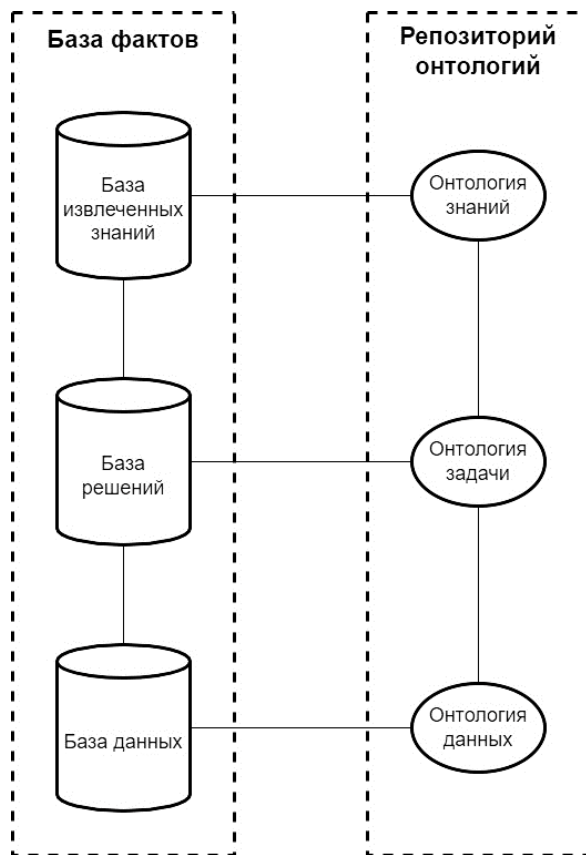 База фактов
Репозиторий
онтологий
База
извлеченных
знаний
Онтология
знаний
База
решений
Онтология
задачи
База данных
Онтология
данных